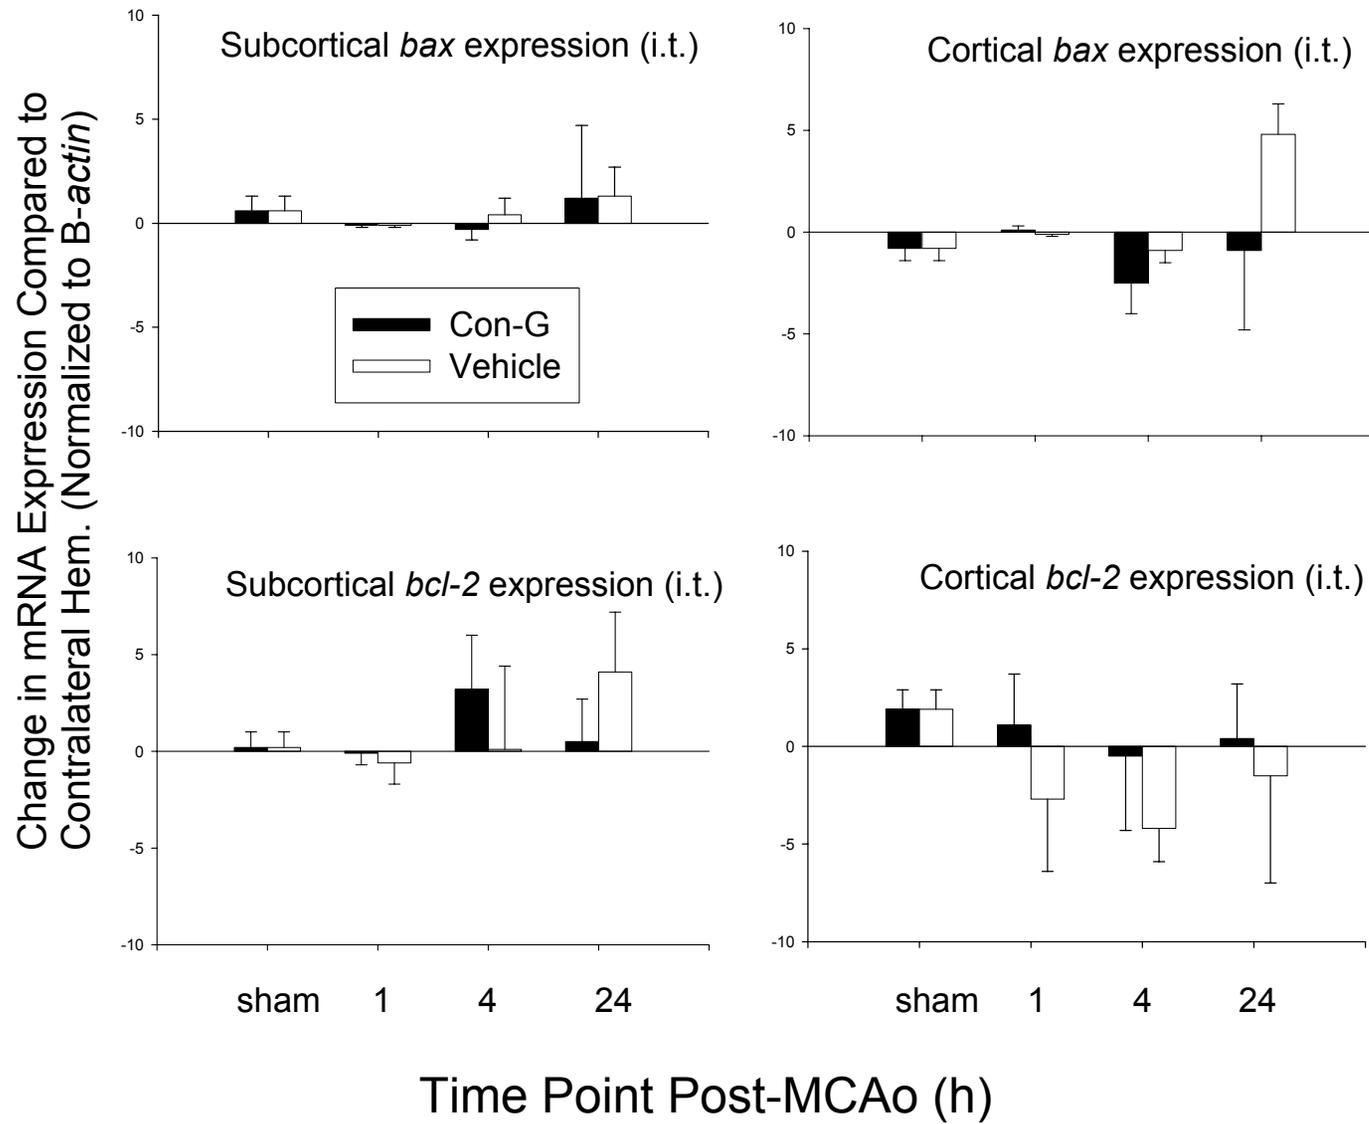 Change in mRNA Exprression Compared to
Contralateral Hem. (Normalized to B-actin)
Subcortical bax expression (i.t.)
10
5
0
-5
-10
Con-G
Vehicle
Cortical bax expression (i.t.)
10
5
0
-5
-10
Subcortical bcl-2 expression (i.t.)
10
5
0
-5
-10
sham 1 4 24
Cortical bcl-2 expression (i.t.)
10
5
0
-5
-10
sham 1 4 24
Time Point Post-MCAo (h)